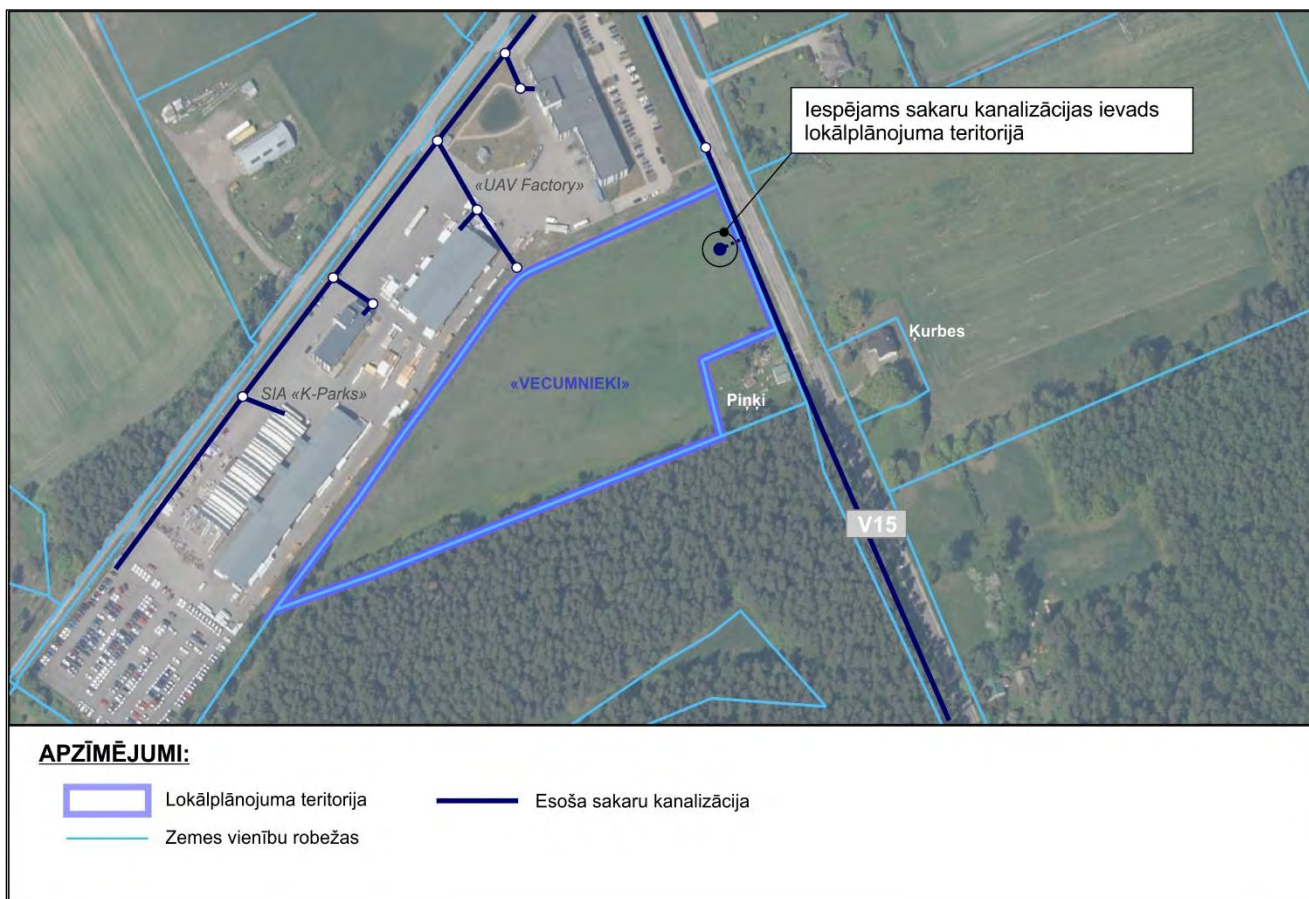 Iespējams sakaru kanalizācijas ievads
lokālplānojuma teritorijā
«UAV Factory»
Ķurbes
«VECUMNIEKI»
SIA «K-Parks»
Piņķi
V15
APZĪMĒJUMI:
Lokālplānojuma teritorija
Esoša sakaru kanalizācija
Zemes vienību robežas